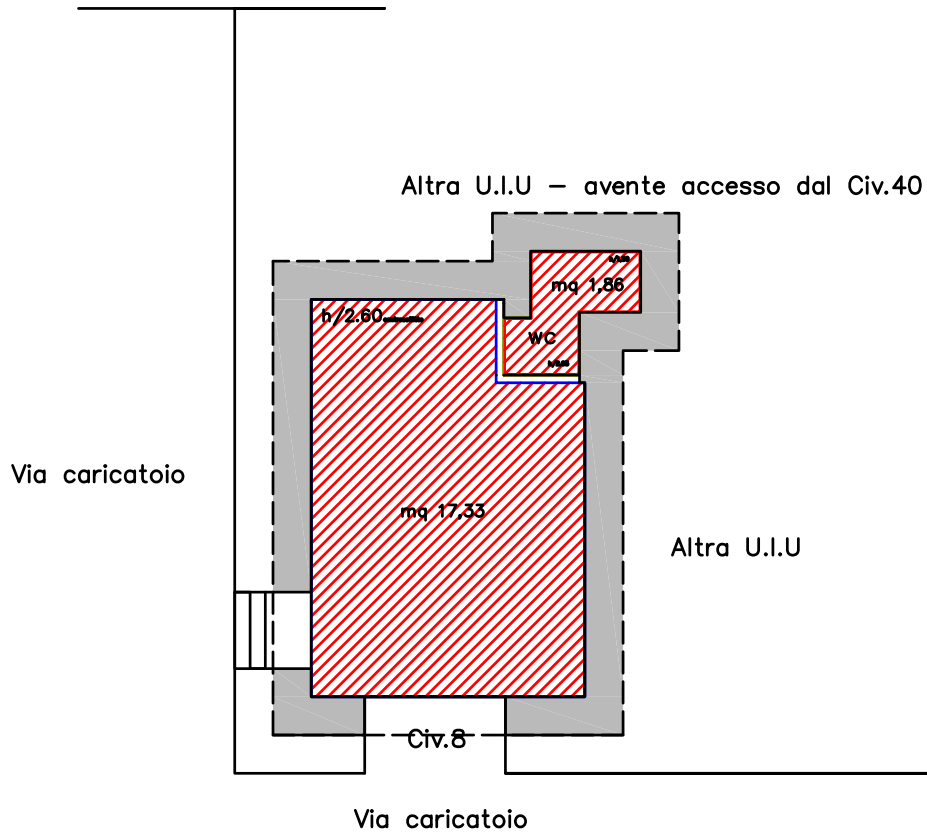 Altra U.I.U – avente accesso dal Civ.40
mq 1,86
h/2.60
WC
Via caricatoio
mq 17,33
Altra U.I.U
Civ.8
Via caricatoio